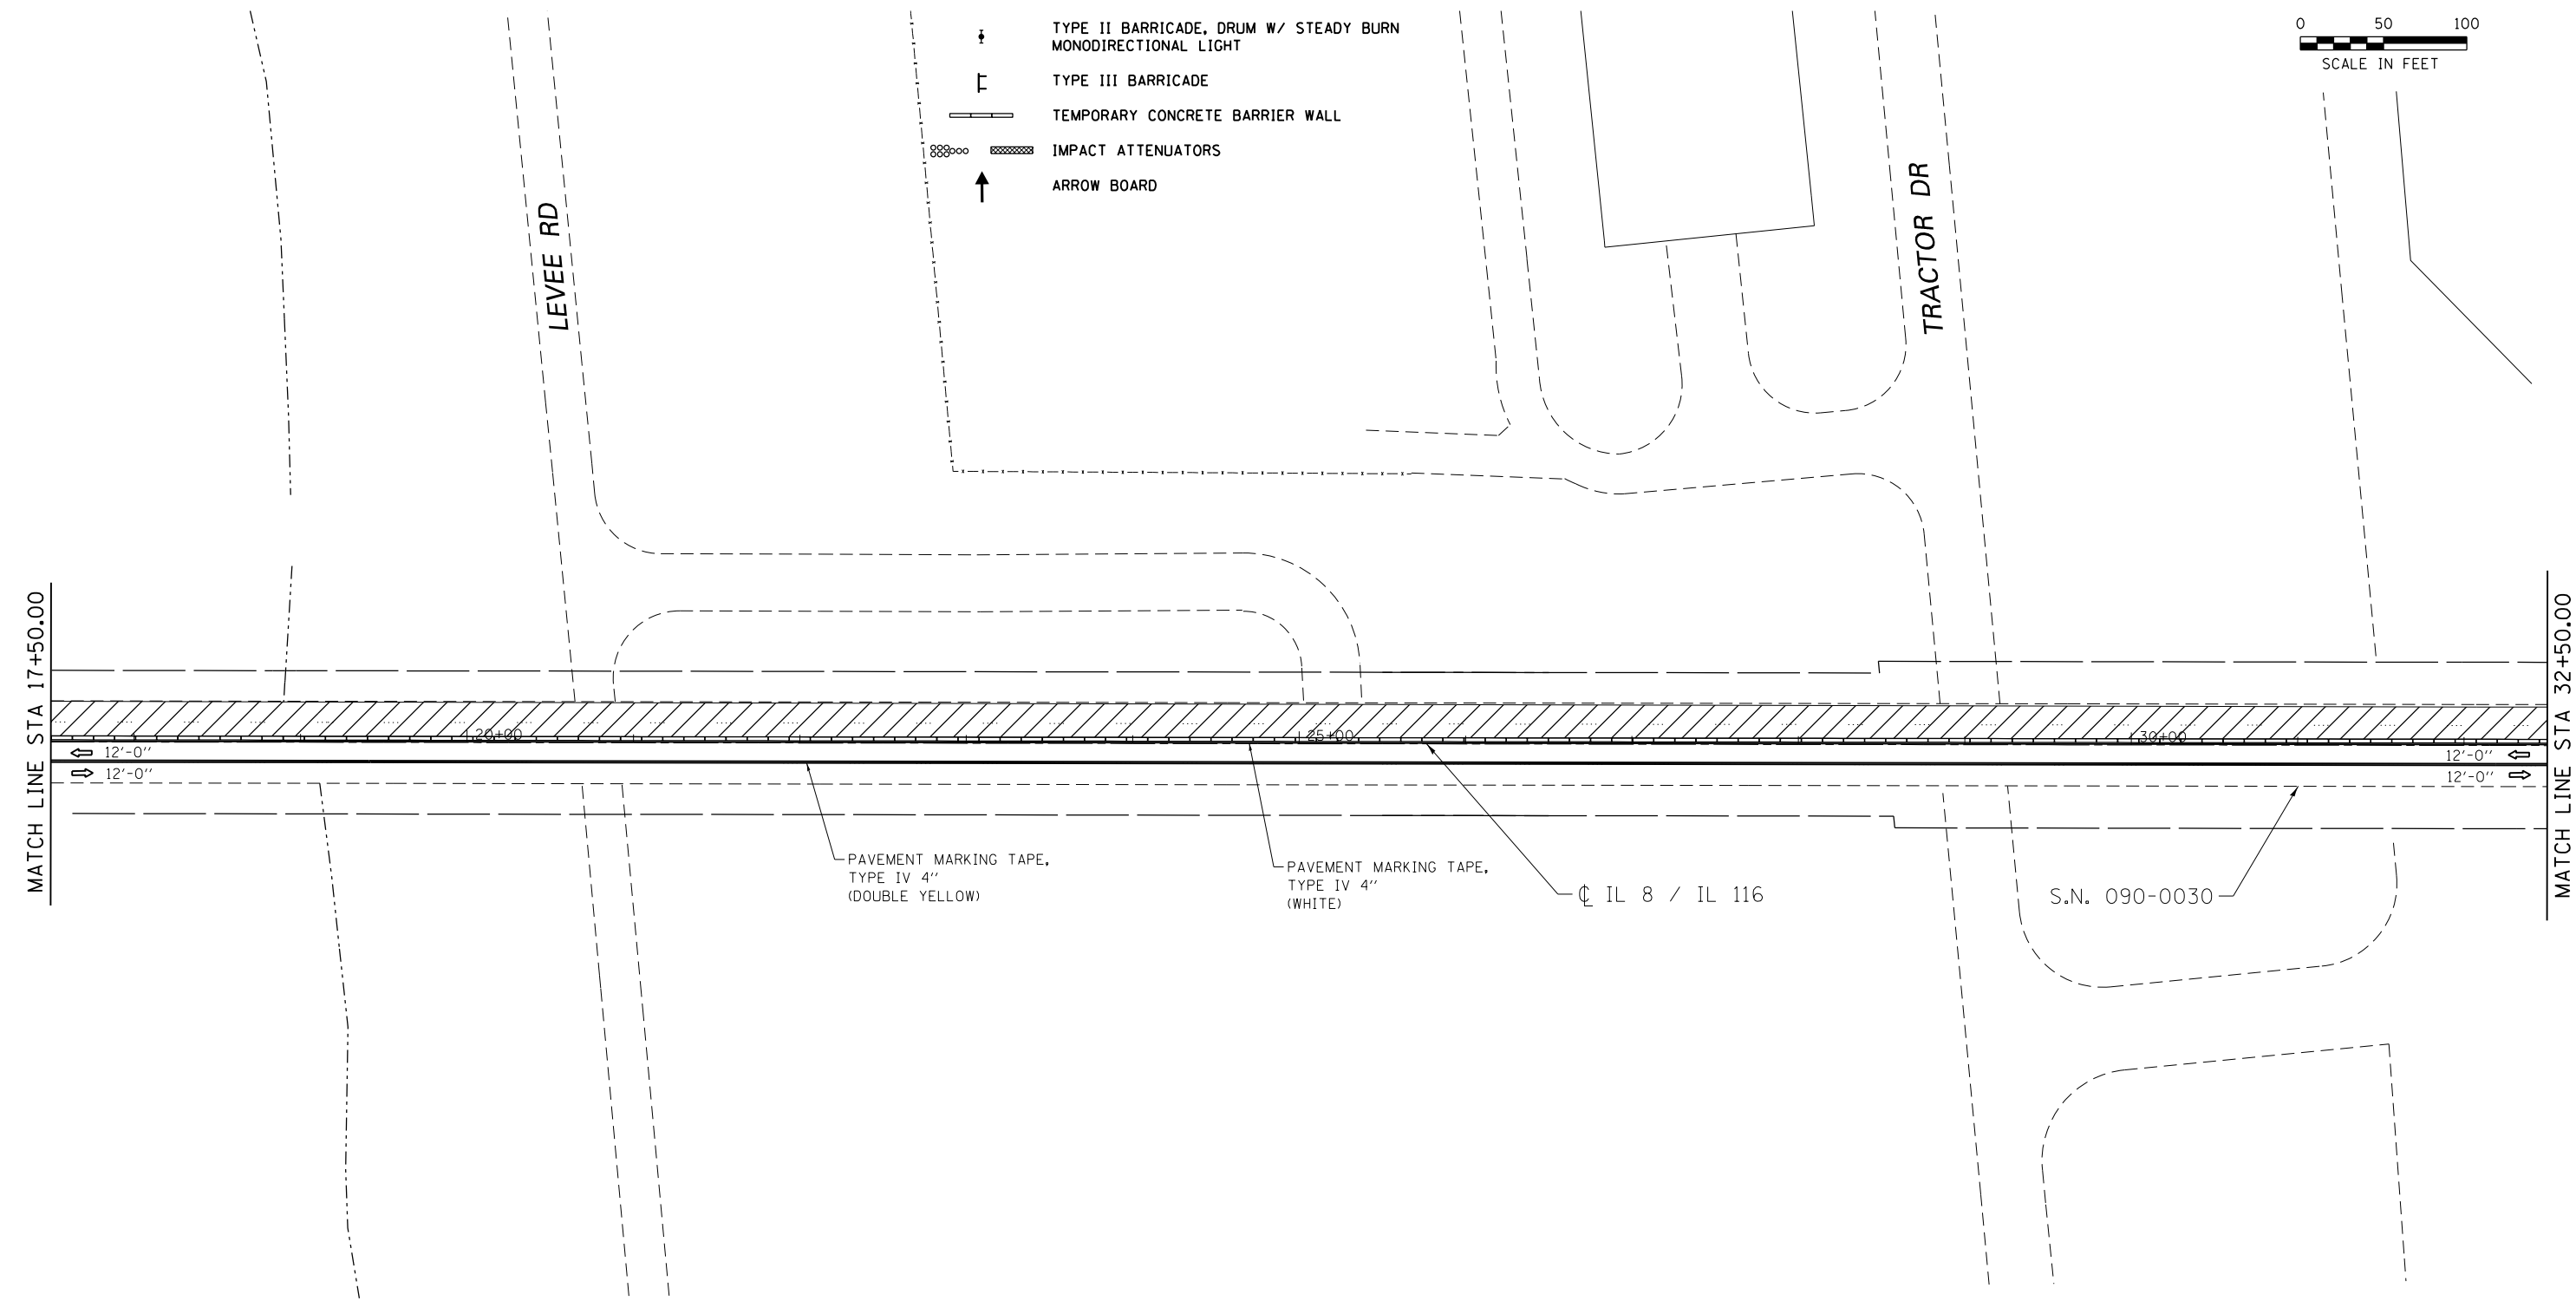 TYPE II BARRICADE, DRUM W/ STEADY BURN
MONODIRECTIONAL LIGHT
TYPE III BARRICADE
TEMPORARY CONCRETE BARRIER WALL
IMPACT ATTENUATORS
ARROW BOARD
0 50 100
SCALE IN FEET
LEVEE RD
TRACTOR DR
MATCH LINE STA 17+50.00
MATCH LINE STA 32+50.00
20+00
25+00
30+00
12'-0"
12'-0"
12'-0"
12'-0"
PAVEMENT MARKING TAPE,
TYPE IV 4"
(DOUBLE YELLOW)
PAVEMENT MARKING TAPE,
TYPE IV 4"
(WHITE)
℄ IL 8 / IL 116
S.N. 090-0030